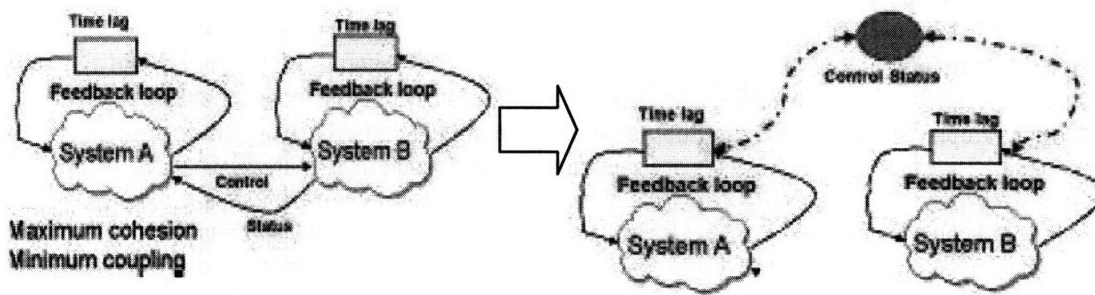 Time lag
Time lag
Feedback loop
Feedback loop
System A
System B
Control
Status
Maximum cohesion
Minimum coupling
Control Status
Time lag
Time lag
Feedback loop
Feedback loop
System A
System B